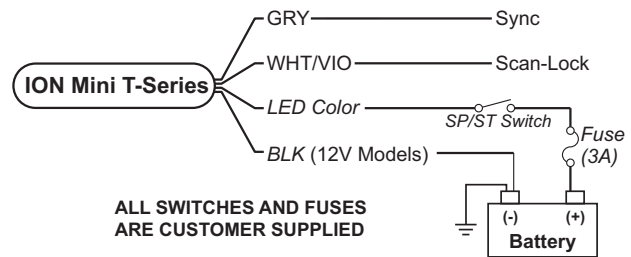 GRY Sync
WHT/VIO Scan-Lock
ION Mini T-Series
LED Color
SP/ST Switch
Fuse
(3A)
BLK (12V Models)
ALL SWITCHES AND FUSES
ARE CUSTOMER SUPPLIED
(-) (+)
Battery